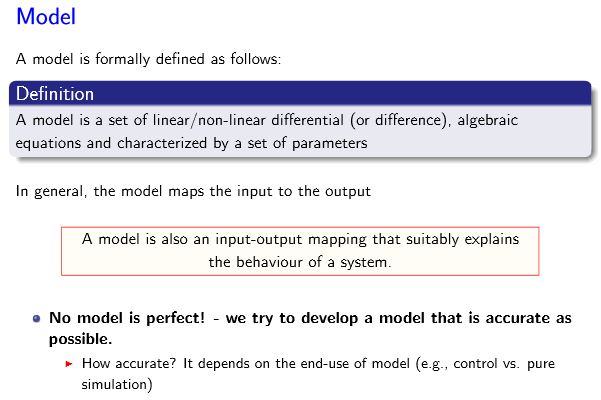 Model
A model is formally defined as follows:
Definition
A model is a set of linear/non-linear differential (or difference), algebraic
equations and characterized by a set of parameters
In general, the model maps the input to the output
A model is also an input-output mapping that suitably explains
the behaviour of a system.
No model is perfect! - we try to develop a model that is accurate as
possible.
How accurate? It depends on the end-use of model (e.g., control vs. pure
simulation)